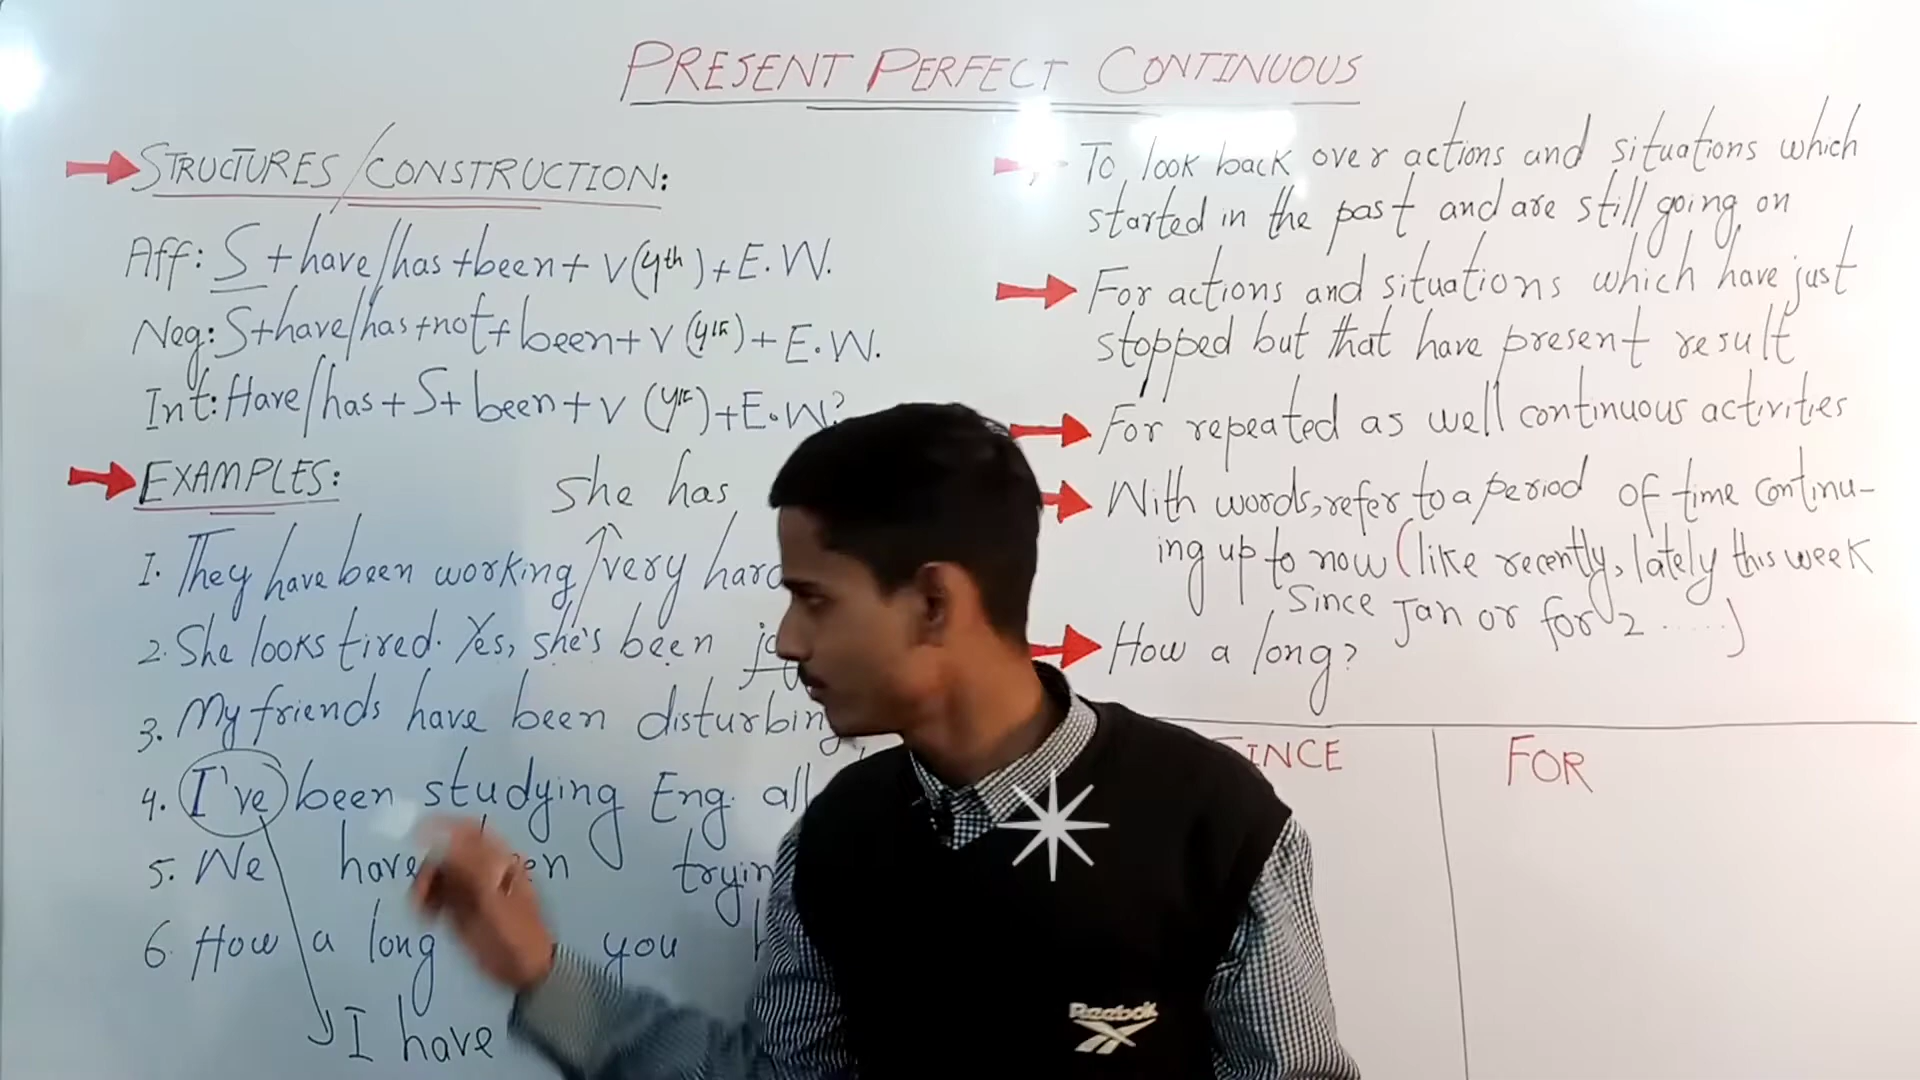 PRESENT PERFECT CONTINUOUS
STRUCTURES/CONSTRUCTION:
Aff: S+have/has+been+V(4th)+E.W.
Neg: S+have/has+not+been+V(4th)+E.W.
Int: Have/has+S+been+V(4th)+E.W?
EXAMPLES:
She has
1. They have been working very hard
2. She looks tired. Yes, she's been
3. My friends have been disturbing
4. I've been studying Eng. all
5. We have trying
6. How a long you
I have
To look back over actions and situations which
started in the past and are still going on
For actions and situations which have just
stopped but that have present result
For repeated as well continuous activities
With words, refer to a period of time continu-
ing up to now (like recently, lately this week
Since Jan or for 2 .....)
How a long?
SINCE
FOR
Reebok